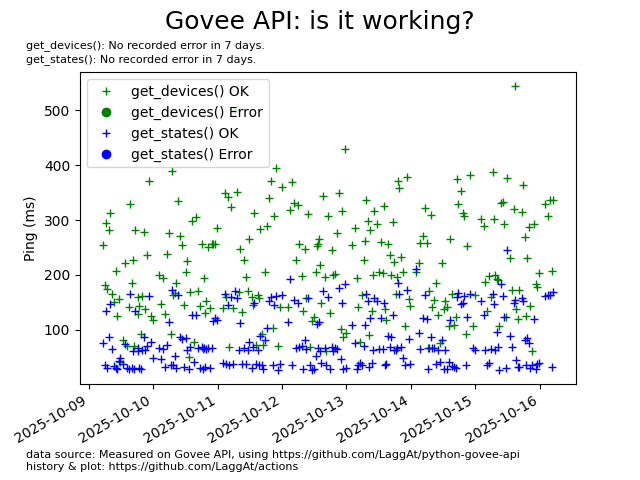 Govee API: is it working?
get_devices(): No recorded error in 7 days.
get_states(): No recorded error in 7 days.
get_devices() OK
get_devices() Error
get_states() OK
get_states() Error
500
400
300
200
100
Ping (ms)
2025-10-09
2025-10-10
2025-10-11
2025-10-12
2025-10-13
2025-10-14
2025-10-15
2025-10-16
data source: Measured on Govee API, using https://github.com/LaggAt/python-govee-api
history & plot: https://github.com/LaggAt/actions